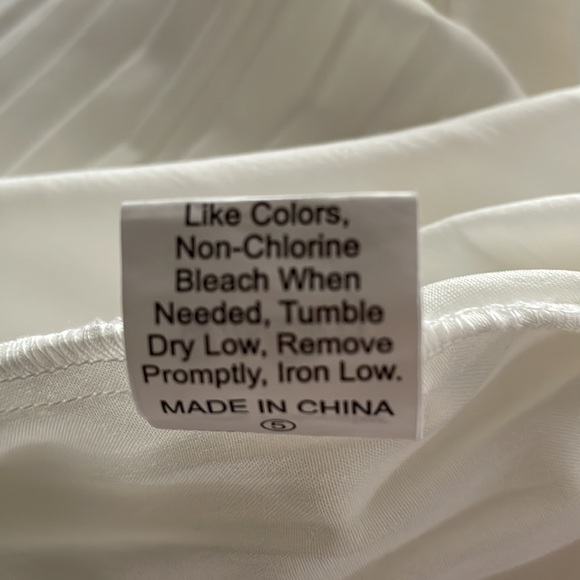 Like Colors,
Non-Chlorine
Bleach When
Needed, Tumble
Dry Low, Remove
Promptly, Iron Low.
MADE IN CHINA
5